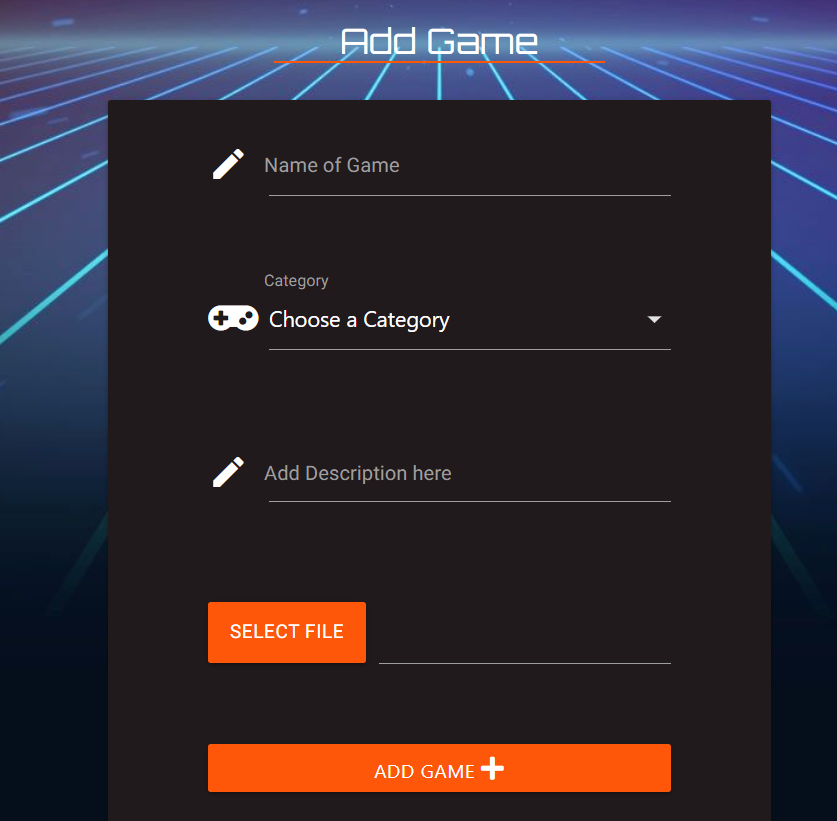 Add Game
Name of Game
Category
Choose a Category
Add Description here
SELECT FILE
ADD GAME